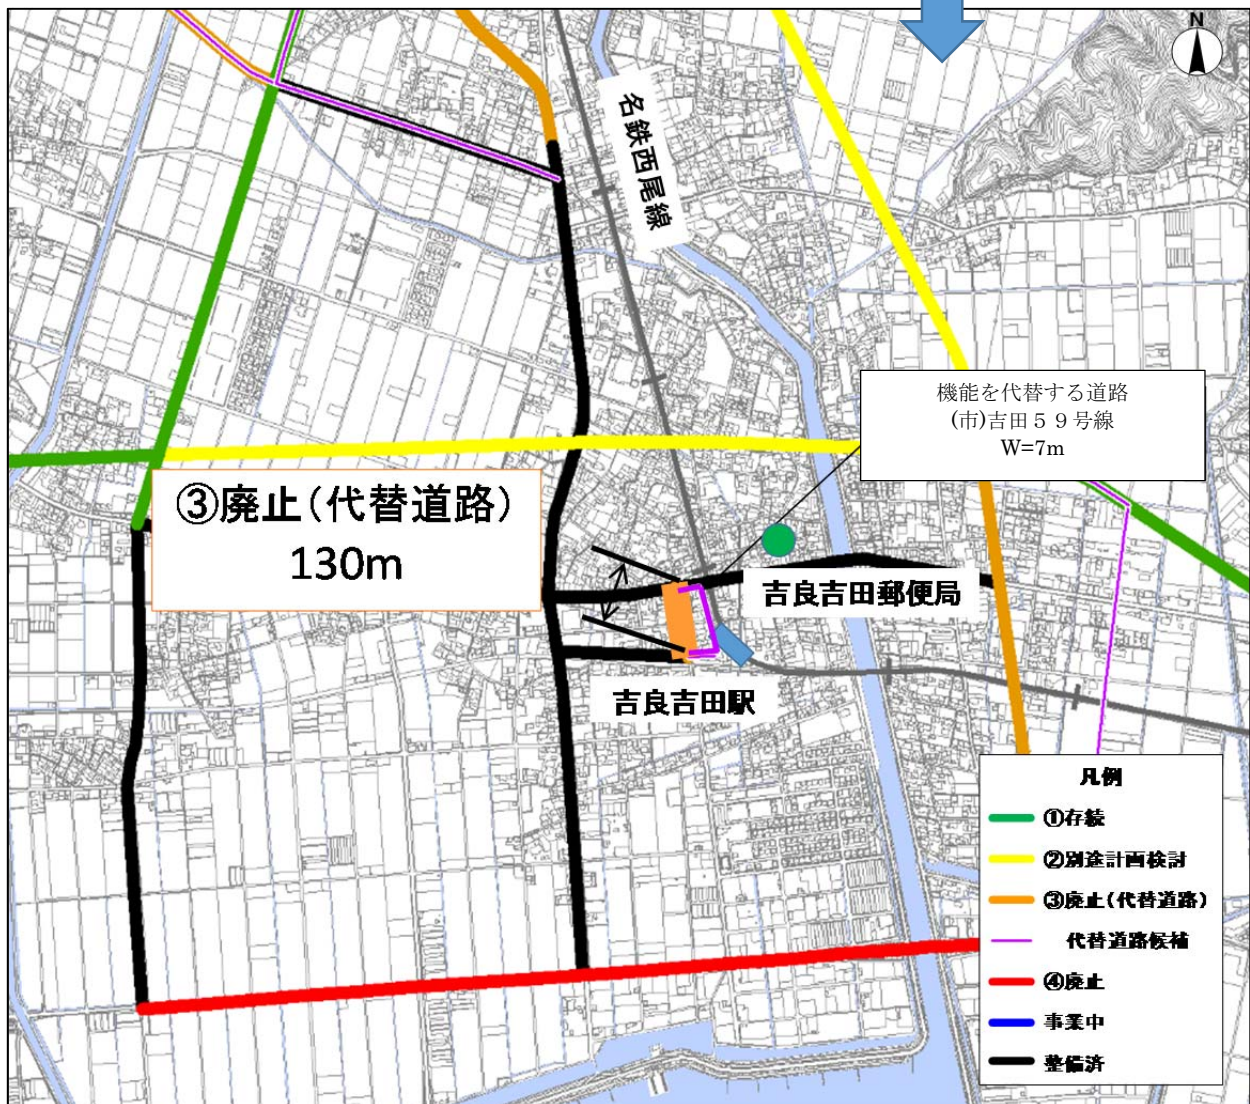 N
名鉄西尾線
機能を代替する道路
(市)吉田５９号線
W=7m
③廃止(代替道路)
130m
吉良吉田郵便局
吉良吉田駅
凡例
①存続
②別途計画検討
③廃止(代替道路)
代替道路候補
④廃止
事業中
整備済